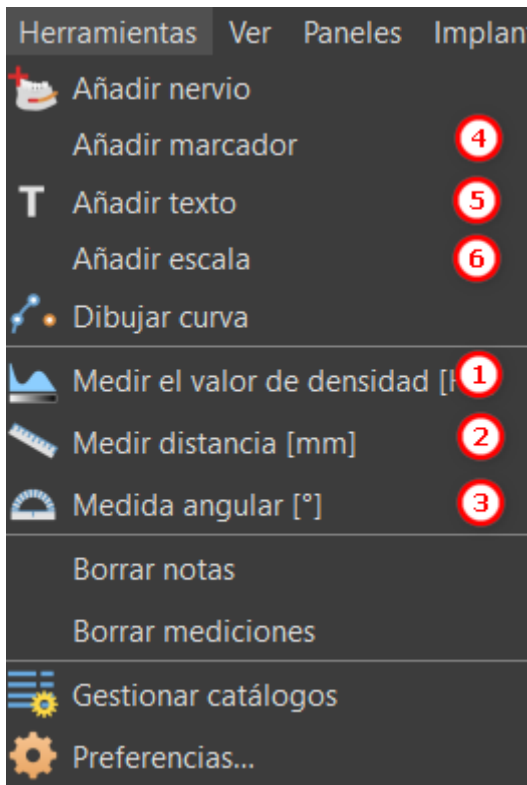 Herramientas Ver Paneles Implan
Añadir nervio
Añadir marcador 4
T Añadir texto 5
Añadir escala 6
Dibujar curva
Medir el valor de densidad [H 1
Medir distancia [mm] 2
Medida angular [°] 3
Borrar notas
Borrar mediciones
Gestionar catálogos
Preferencias...